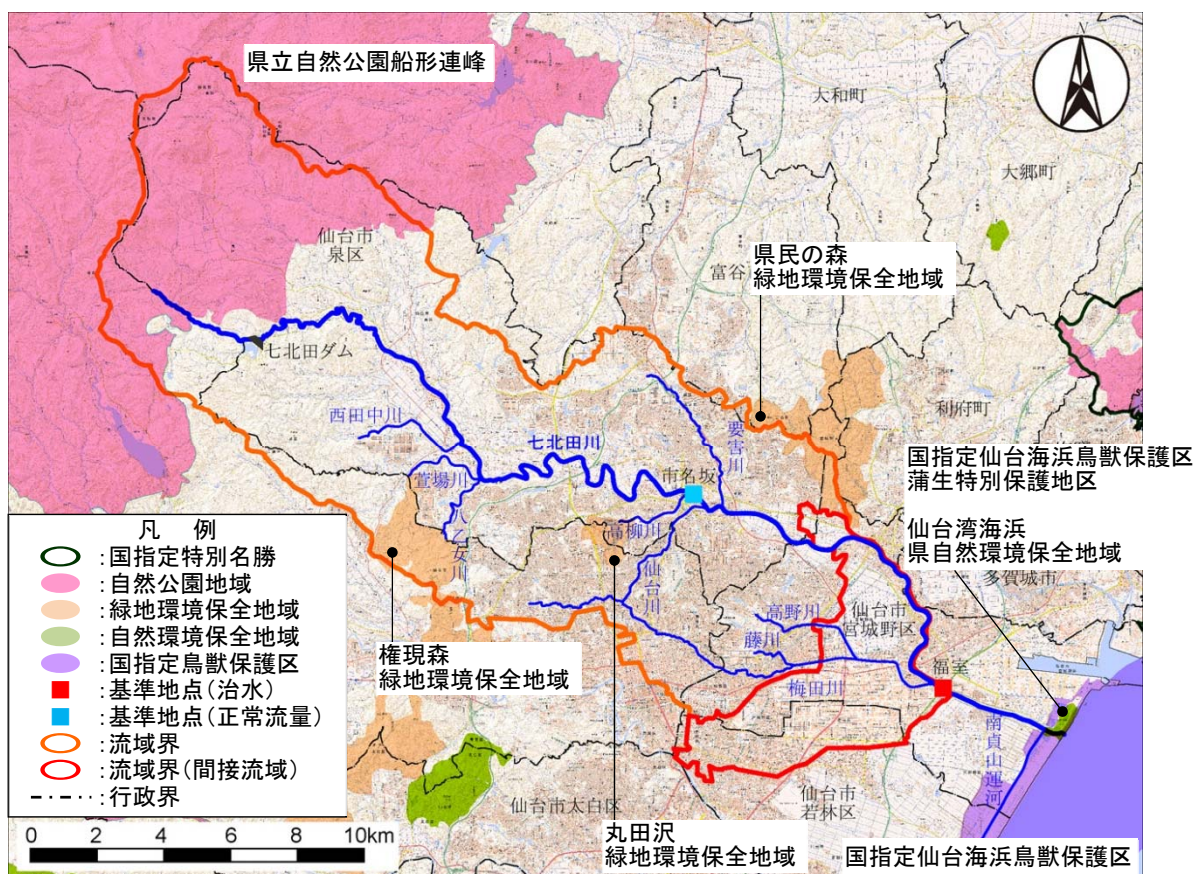 県立自然公園船形連峰
N
大和町
大郷町
仙台市
泉区
富谷
県民の森
緑地環境保全地域
七北田ダム
利府町
西田中川
七北田川
要害川
国指定仙台海浜鳥獣保護区
蒲生特別保護地区
市名坂
萱場川
八乙女川
高柳川
仙台川
仙台湾海浜
県自然環境保全地域
多賀城市
凡 例
:国指定特別名勝
:自然公園地域
:緑地環境保全地域
:自然環境保全地域
:国指定鳥獣保護区
:基準地点(治水)
:基準地点(正常流量)
:流域界
:流域界(間接流域)
:行政界
高野川
仙台市
宮城野区
藤川
権現森
緑地環境保全地域
梅田川
福室
南貞山運河
仙台市太白区
仙台市
若林区
丸田沢
緑地環境保全地域
国指定仙台海浜鳥獣保護区
0 2 4 6 8 10km